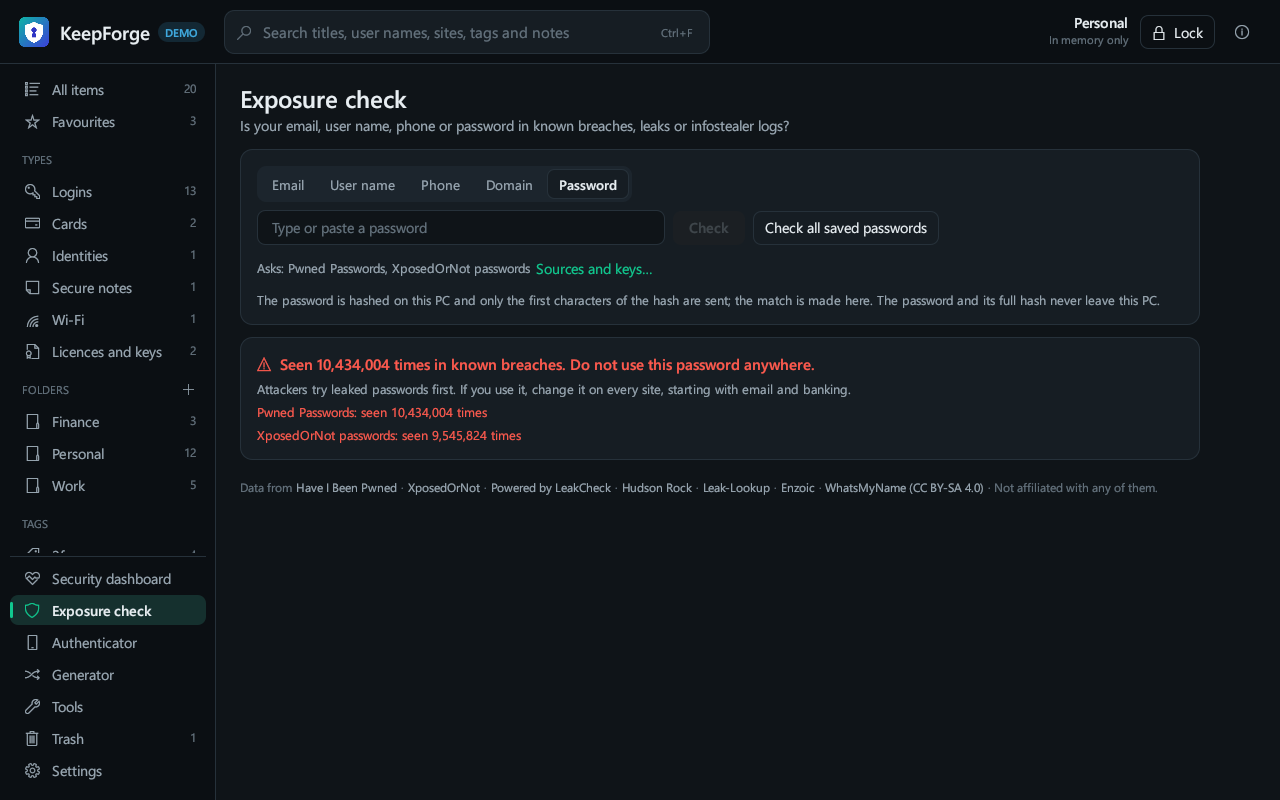 KeepForge DEMO
Search titles, user names, sites, tags and notes Ctrl+F
Personal
In memory only
Lock
All items 20
Favourites 3
TYPES
Logins 13
Cards 2
Identities 1
Secure notes 1
Wi-Fi 1
Licences and keys 2
FOLDERS
Finance 3
Personal 12
Work 5
TAGS
Security dashboard
Exposure check
Authenticator
Generator
Tools
Trash 1
Settings
Exposure check
Is your email, user name, phone or password in known breaches, leaks or infostealer logs?
Email User name Phone Domain Password
Type or paste a password Check Check all saved passwords
Asks: Pwned Passwords, XposedOrNot passwords Sources and keys...
The password is hashed on this PC and only the first characters of the hash are sent; the match is made here. The password and its full hash never leave this PC.
Seen 10,434,004 times in known breaches. Do not use this password anywhere.
Attackers try leaked passwords first. If you use it, change it on every site, starting with email and banking.
Pwned Passwords: seen 10,434,004 times
XposedOrNot passwords: seen 9,545,824 times
Data from Have I Been Pwned · XposedOrNot · Powered by LeakCheck · Hudson Rock · Leak-Lookup · Enzoic · WhatsMyName (CC BY-SA 4.0) · Not affiliated with any of them.